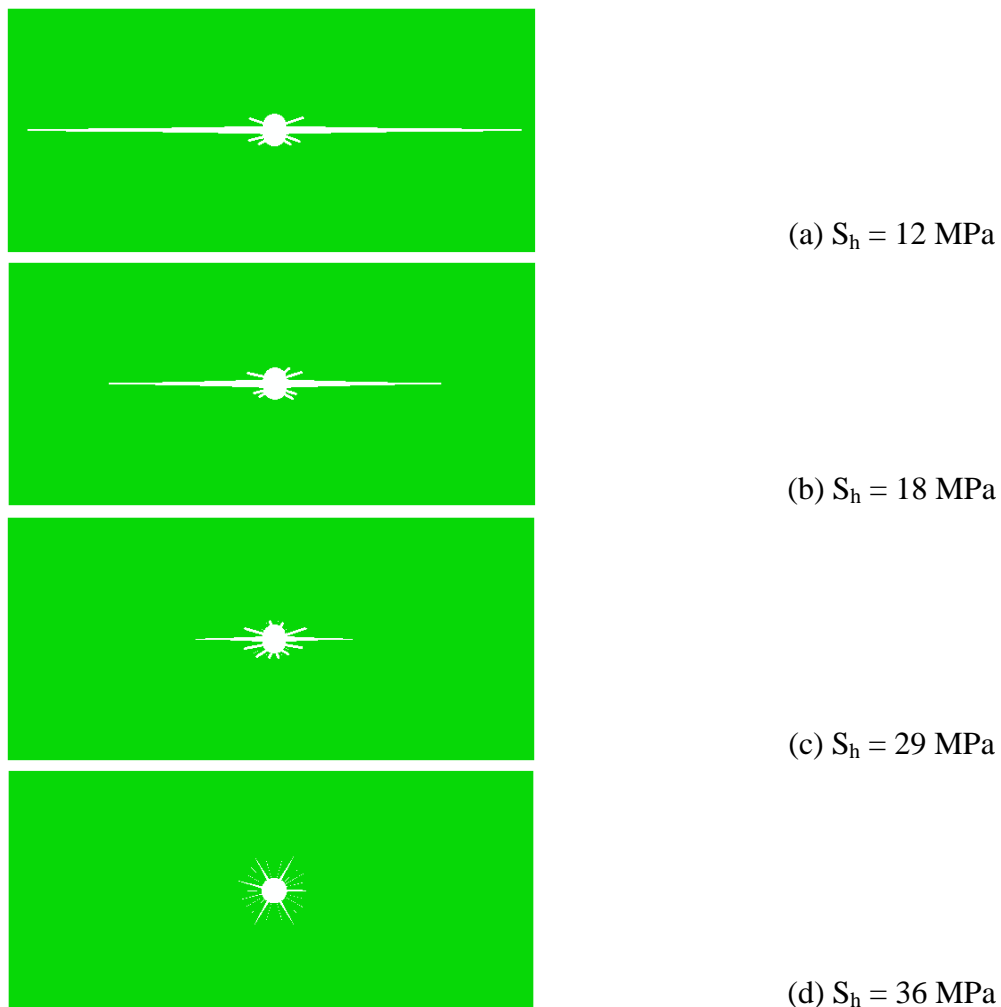 (a) Sₕ = 12 MPa
(b) Sₕ = 18 MPa
(c) Sₕ = 29 MPa
(d) Sₕ = 36 MPa